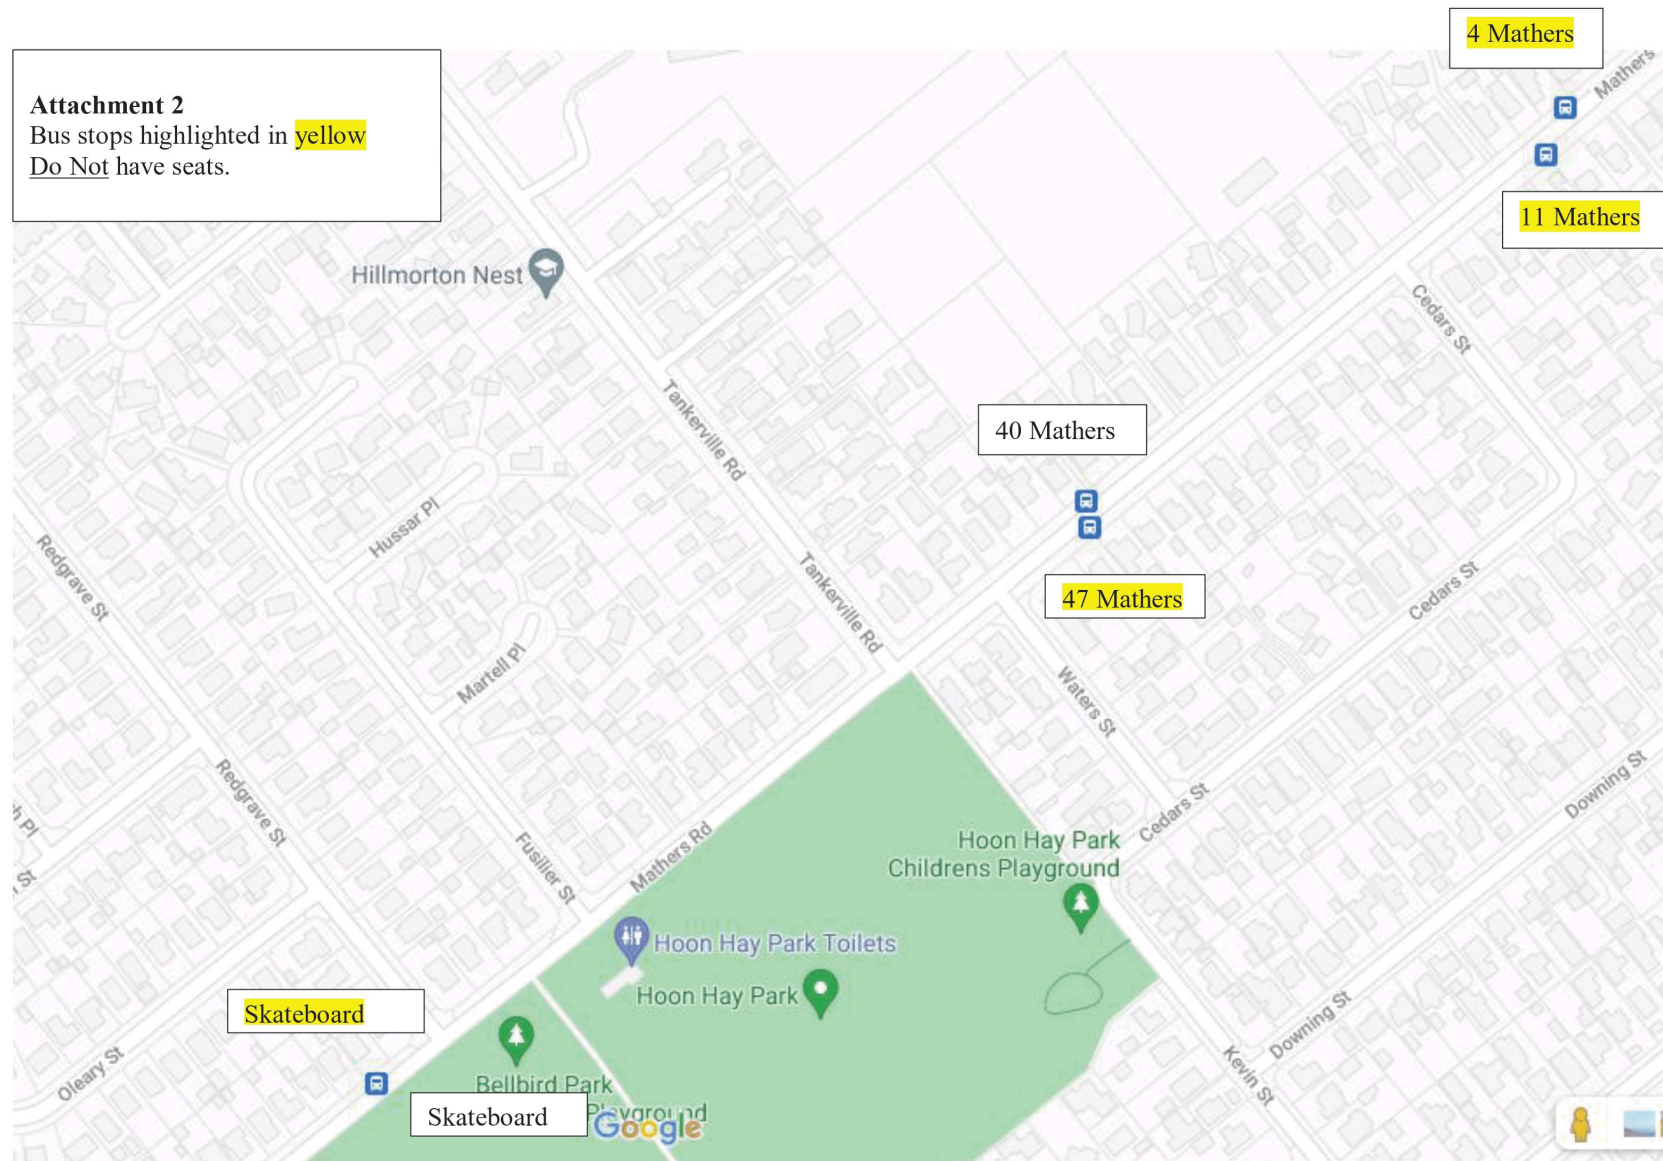 4 Mathers
Mathers
Attachment 2
Bus stops highlighted in yellow
Do Not have seats.
11 Mathers
Hillmorton Nest
Cedars St
Tankerville Rd
40 Mathers
Hussar Pl
Redgrave St
Tankerville Rd
47 Mathers
Cedars St
Martell Pl
Waters St
Redgrave St
Downing St
Cedars St
Fusilier St
Mathers Rd
Hoon Hay Park
Childrens Playground
h Pl
St
Hoon Hay Park Toilets
Hoon Hay Park
Skateboard
Downing St
Oleary St
Kevin St
Bellbird Park
Playground
Skateboard
Google